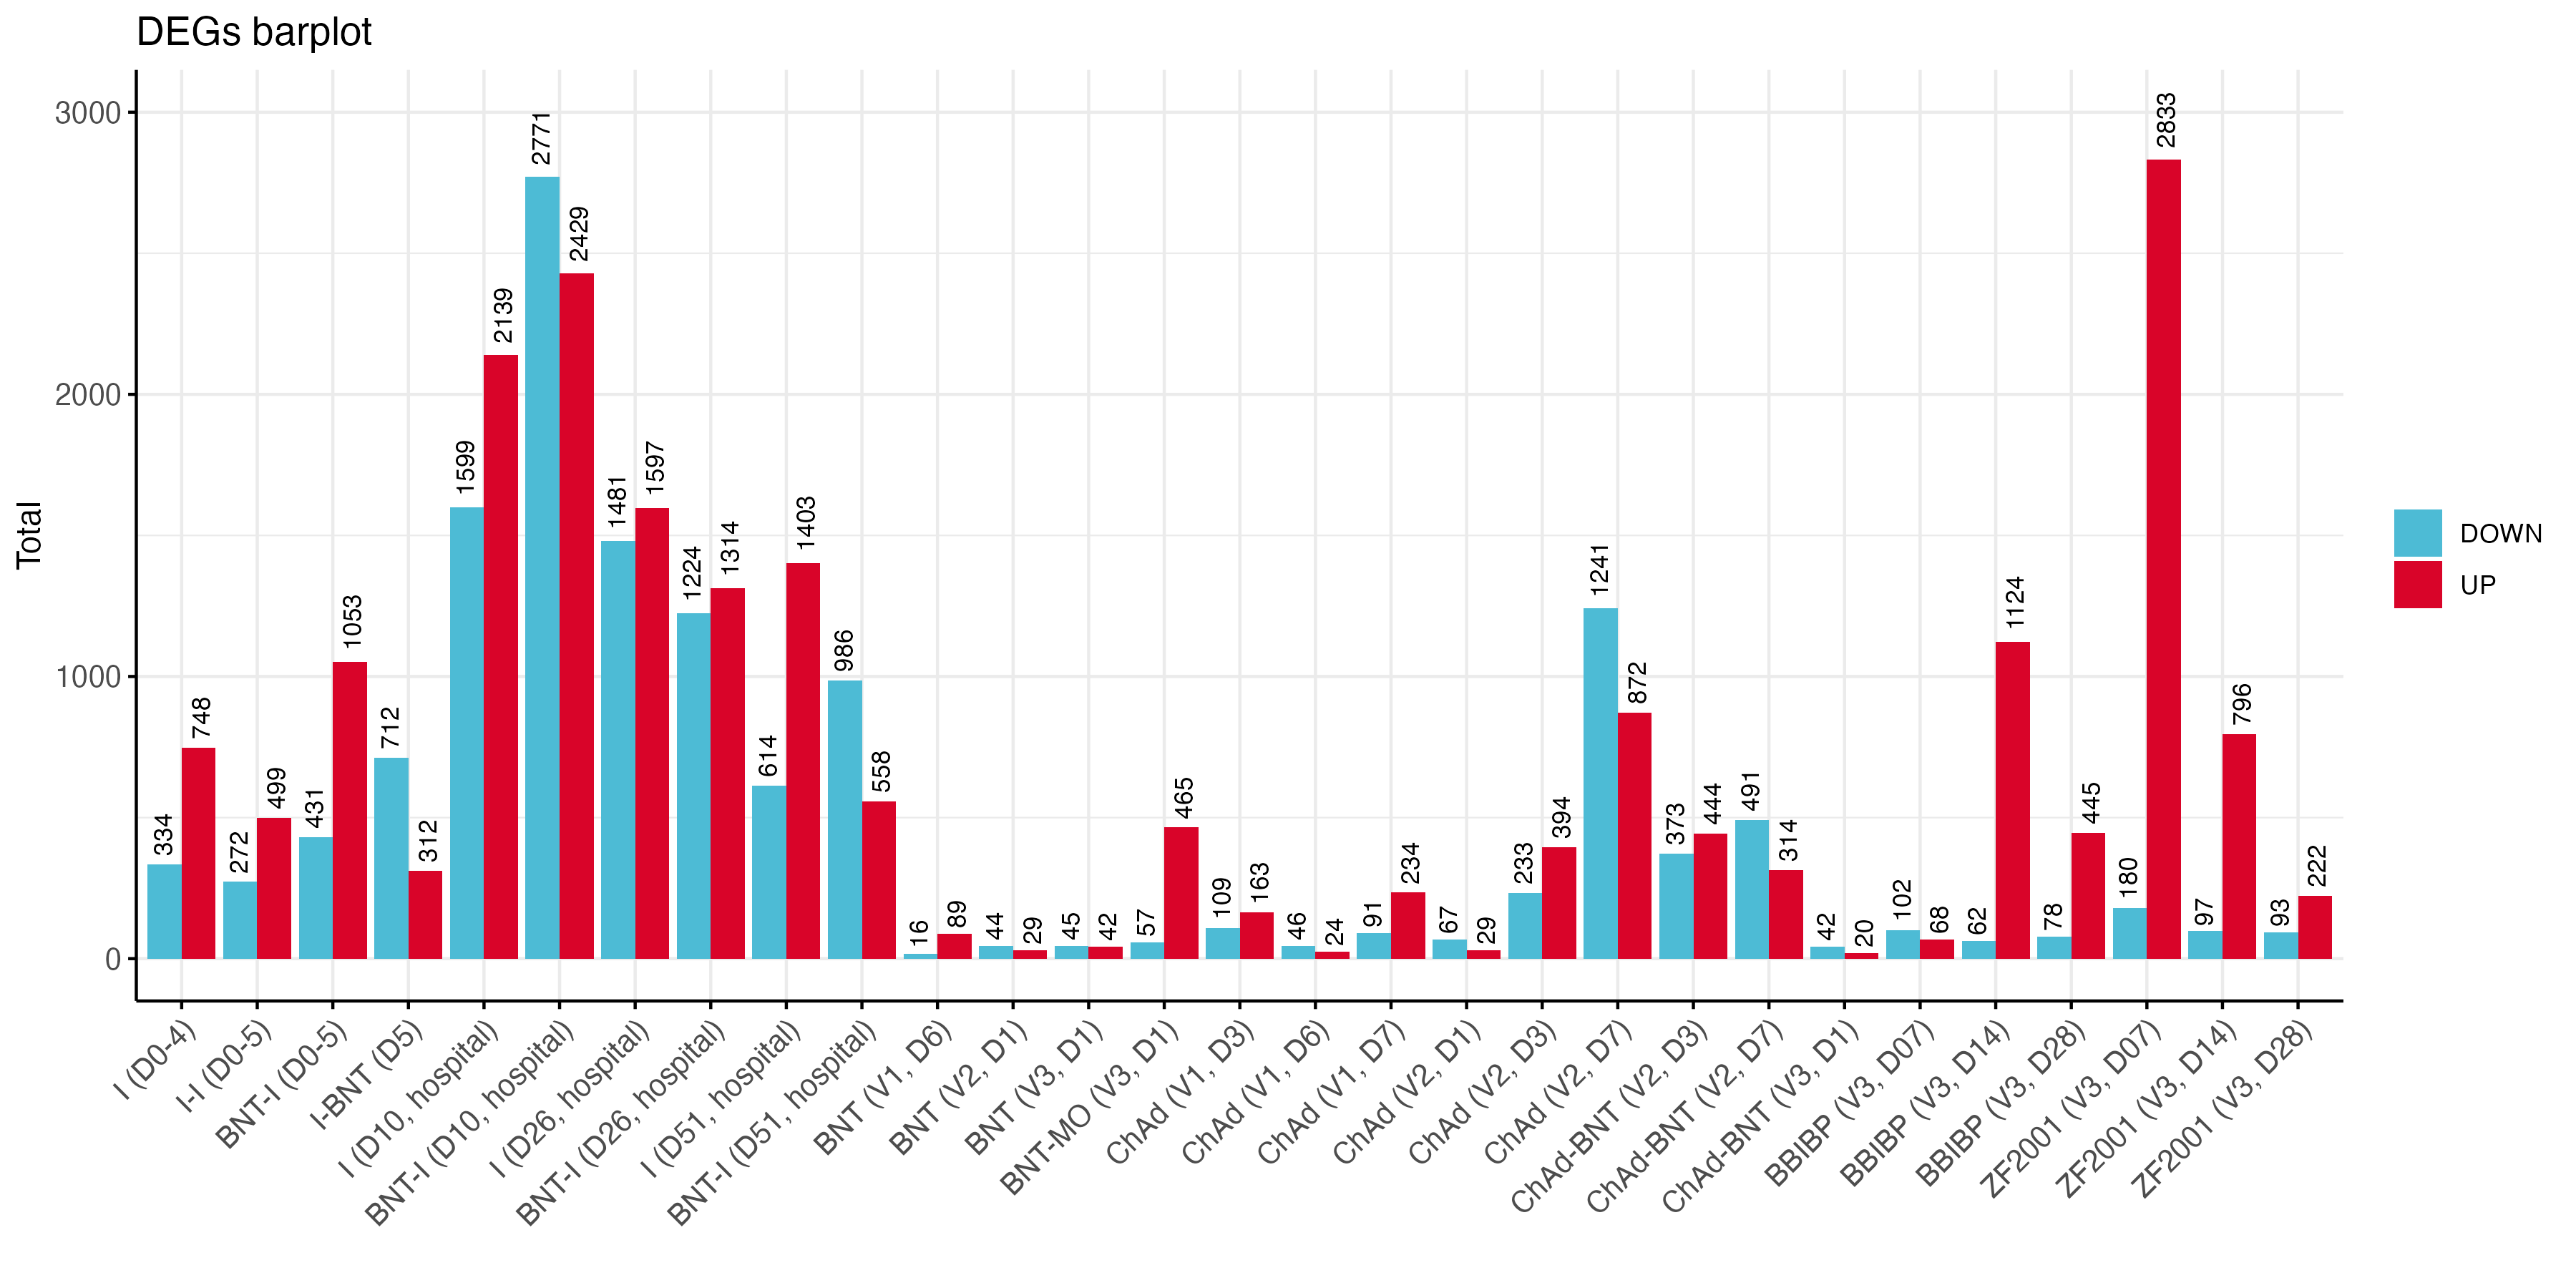 DEGs barplot
Total
3000
2000
1000
0
334
748
272
499
431
1053
712
312
1599
2139
2771
2429
1481
1597
1224
1314
614
1403
986
558
16
89
44
29
45
42
57
465
109
163
46
24
91
234
67
29
233
394
1241
872
373
444
491
314
42
20
102
68
62
1124
78
445
180
2833
97
796
93
222
I (D0-4)
I-I (D0-5)
BNT-I (D0-5)
I-BNT (D5)
I (D10, hospital)
BNT-I (D10, hospital)
I (D26, hospital)
BNT-I (D26, hospital)
I (D51, hospital)
BNT-I (D51, hospital)
BNT (V1, D6)
BNT (V2, D1)
BNT (V3, D1)
BNT-MO (V3, D1)
ChAd (V1, D3)
ChAd (V1, D6)
ChAd (V1, D7)
ChAd (V2, D1)
ChAd (V2, D3)
ChAd (V2, D7)
ChAd-BNT (V2, D3)
ChAd-BNT (V2, D7)
ChAd-BNT (V3, D1)
BBIBP (V3, D07)
BBIBP (V3, D14)
BBIBP (V3, D28)
ZF2001 (V3, D07)
ZF2001 (V3, D14)
ZF2001 (V3, D28)
DOWN
UP